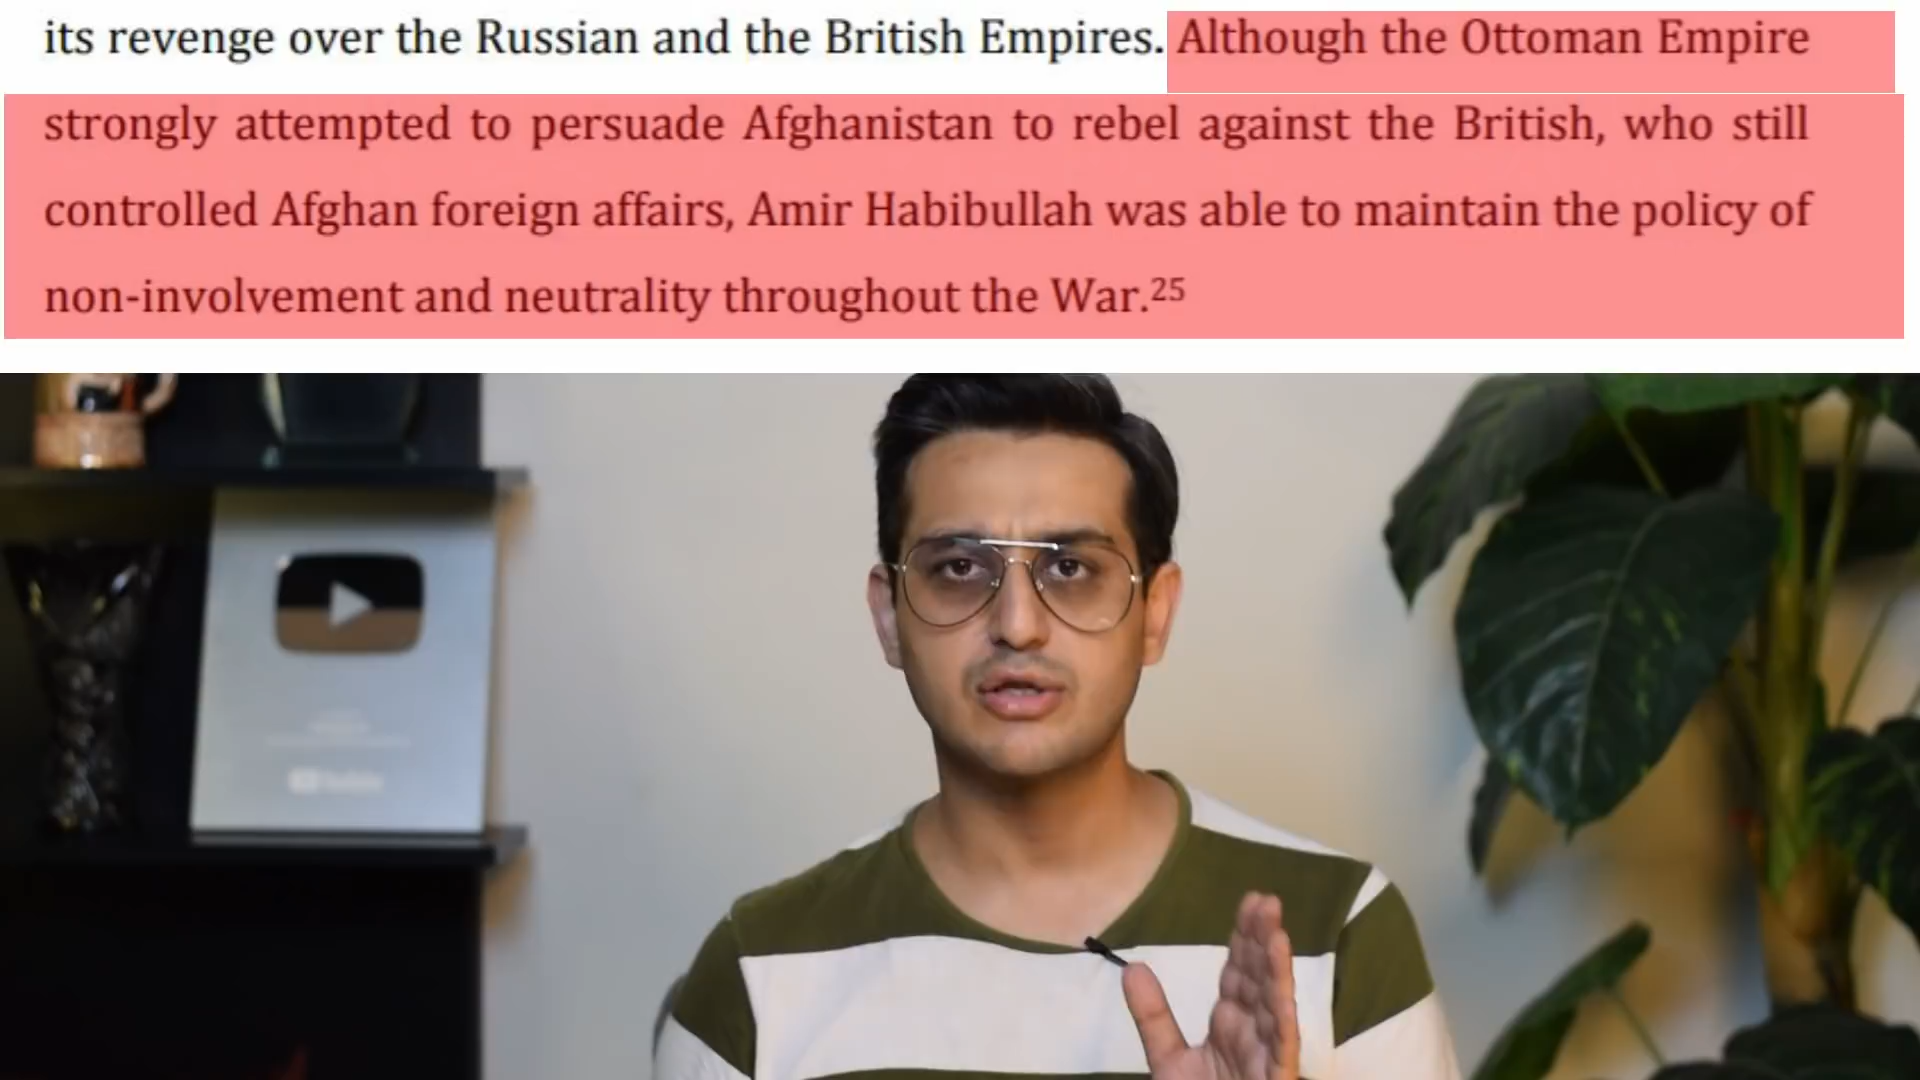 its revenge over the Russian and the British Empires. Although the Ottoman Empire
strongly attempted to persuade Afghanistan to rebel against the British, who still
controlled Afghan foreign affairs, Amir Habibullah was able to maintain the policy of
non-involvement and neutrality throughout the War.25